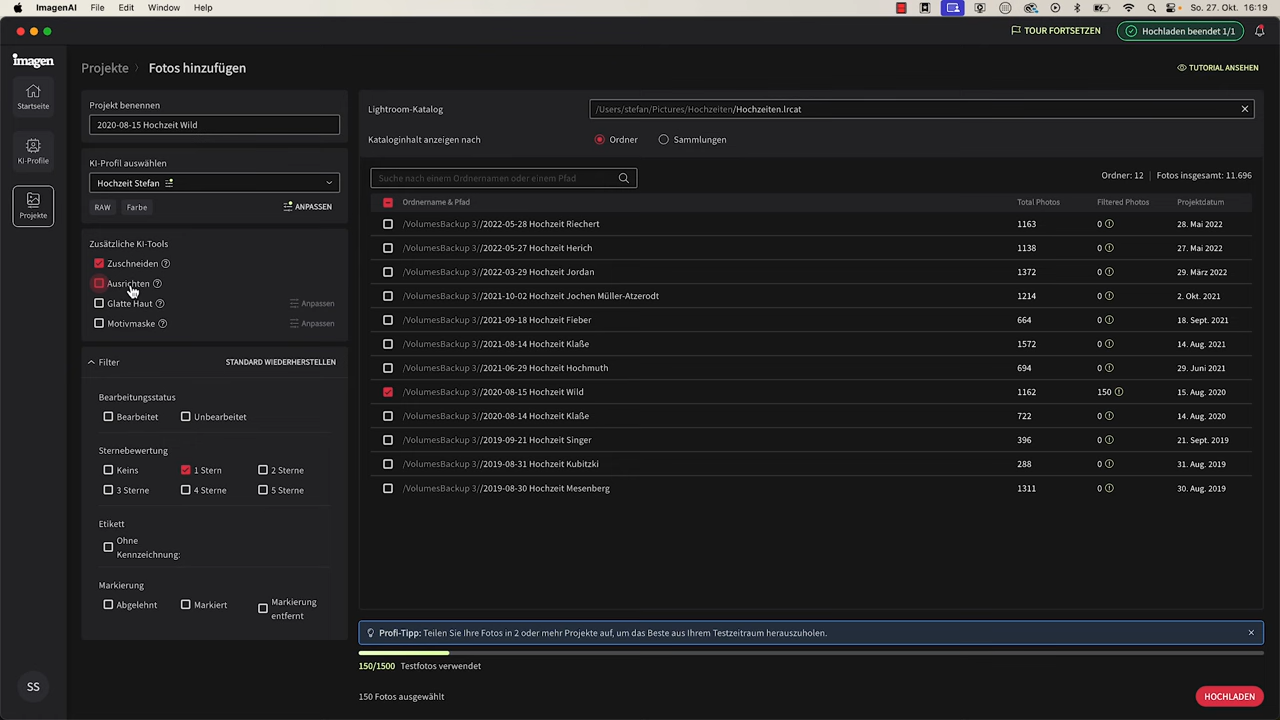 ImagenAI File Edit Window Help So. 27. Okt. 16:19
TOUR FORTSETZEN Hochladen beendet 1/1
imagen
Startseite
KI-Profile
Projekte
SS
Projekte › Fotos hinzufügen
TUTORIAL ANSEHEN
Projekt benennen
2020-08-15 Hochzeit Wild
KI-Profil auswählen
Hochzeit Stefan
RAW Farbe ANPASSEN
Zusätzliche KI-Tools
Zuschneiden
Ausrichten
Glatte Haut Anpassen
Motivmaske Anpassen
Filter STANDARD WIEDERHERSTELLEN
Bearbeitungsstatus
Bearbeitet Unbearbeitet
Sternebewertung
Keins 1 Stern 2 Sterne
3 Sterne 4 Sterne 5 Sterne
Etikett
Ohne
Kennzeichnung:
Markierung
Abgelehnt Markiert Markierung
entfernt
Lightroom-Katalog /Users/stefan/Pictures/Hochzeiten/Hochzeiten.lrcat
Kataloginhalt anzeigen nach Ordner Sammlungen
Suche nach einem Ordnernamen oder einem Pfad Ordner: 12 | Fotos insgesamt: 11.696
Ordnername & Pfad Total Photos Filtered Photos Projektdatum
/VolumesBackup 3//2022-05-28 Hochzeit Riechert 1163 0 28. Mai 2022
/VolumesBackup 3//2022-05-27 Hochzeit Herich 1138 0 27. Mai 2022
/VolumesBackup 3//2022-03-29 Hochzeit Jordan 1372 0 29. März 2022
/VolumesBackup 3//2021-10-02 Hochzeit Jochen Müller-Atzerodt 1214 0 2. Okt. 2021
/VolumesBackup 3//2021-09-18 Hochzeit Fieber 664 0 18. Sept. 2021
/VolumesBackup 3//2021-08-14 Hochzeit Klaße 1572 0 14. Aug. 2021
/VolumesBackup 3//2021-06-29 Hochzeit Hochmuth 694 0 29. Juni 2021
/VolumesBackup 3//2020-08-15 Hochzeit Wild 1162 150 15. Aug. 2020
/VolumesBackup 3//2020-08-14 Hochzeit Klaße 722 0 14. Aug. 2020
/VolumesBackup 3//2019-09-21 Hochzeit Singer 396 0 21. Sept. 2019
/VolumesBackup 3//2019-08-31 Hochzeit Kubitzki 288 0 31. Aug. 2019
/VolumesBackup 3//2019-08-30 Hochzeit Mesenberg 1311 0 30. Aug. 2019
Profi-Tipp: Teilen Sie Ihre Fotos in 2 oder mehr Projekte auf, um das Beste aus Ihrem Testzeitraum herauszuholen.
150/1500 Testfotos verwendet
150 Fotos ausgewählt HOCHLADEN